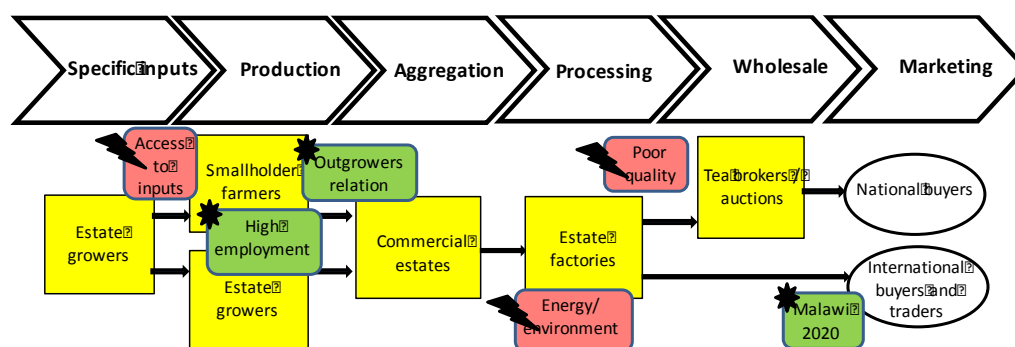 Specific inputs
Production
Aggregation
Processing
Wholesale
Marketing
Access
to
inputs
Smallholder
farmers
Outgrowers
relation
Poor
quality
Tea brokers /
auctions
National buyers
Estate
growers
High
employment
Commercial
estates
Estate
factories
Estate
growers
Energy/
environment
International
buyers and
traders
Malawi
2020